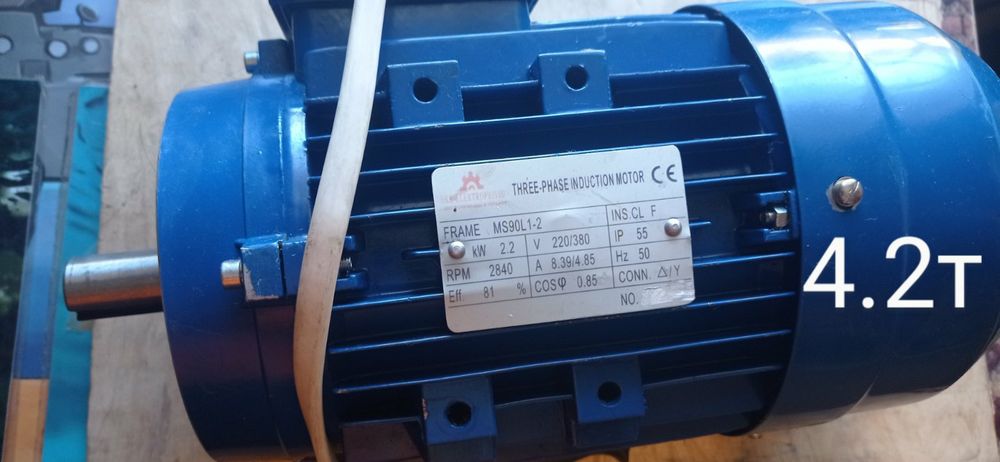 THREE-PHASE INDUCTION MOTOR CE
FRAME MS90L1-2 INS.CL F
kW 2.2 V 220/380 IP 55
RPM 2840 A 8.39/4.85 Hz 50
Eff 81 % COSφ 0.85 CONN. △/Y
NO.
4.2т